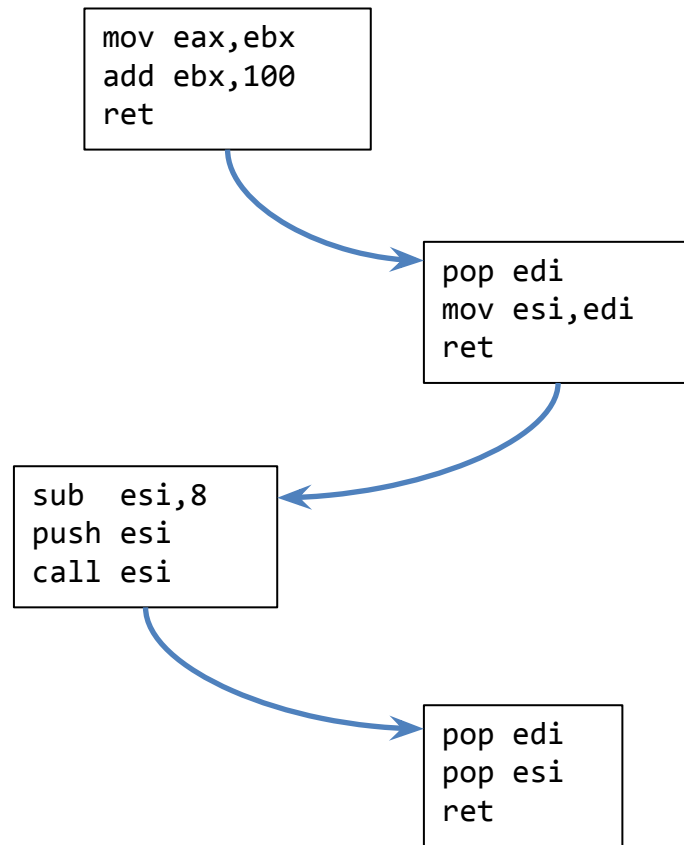 mov eax,ebx
add ebx,100
ret
pop edi
mov esi,edi
ret
sub  esi,8
push esi
call esi
pop edi
pop esi
ret